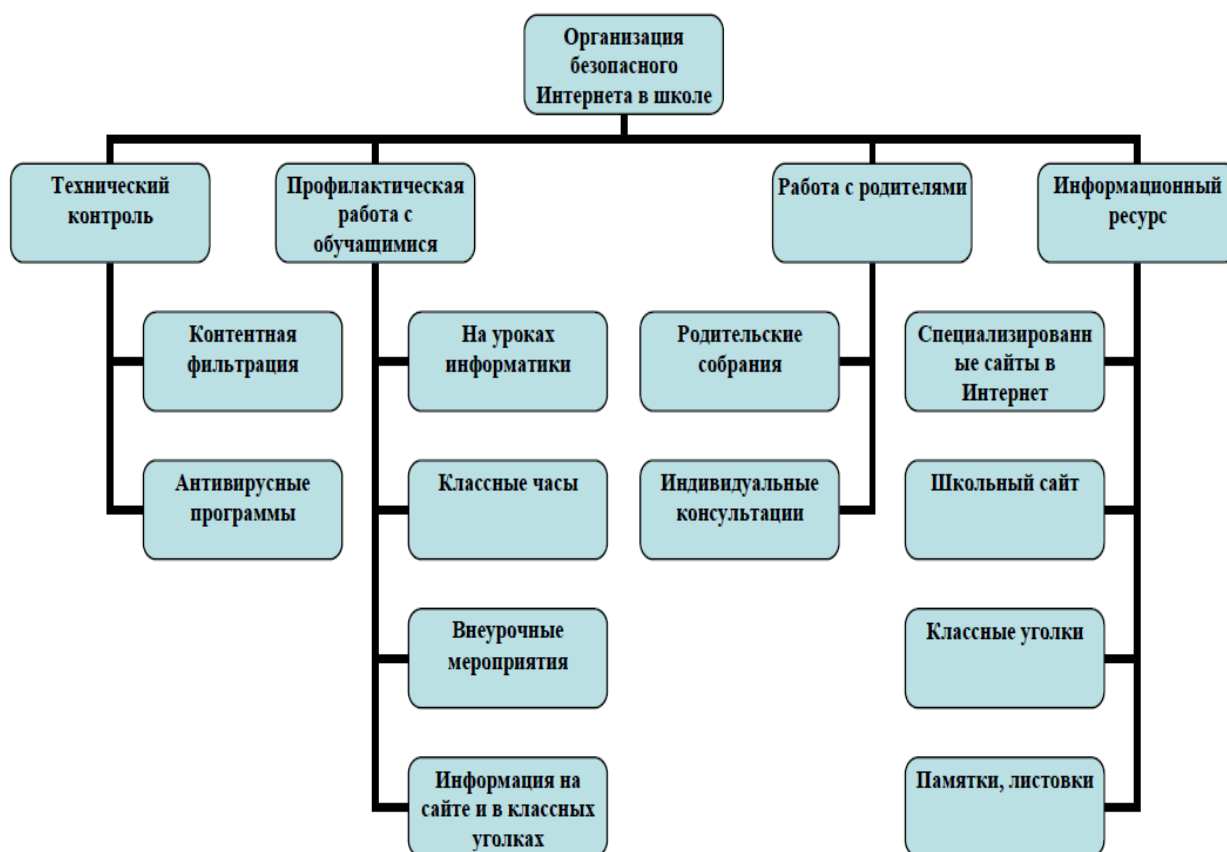 Организация
безопасного
Интернета в школе
Технический
контроль
Профилактическая
работа с
обучащимися
Работа с родителями
Информационный
ресурс
Контентная
фильтрация
Антивирусные
программы
На уроках
информатики
Классные часы
Внеурочные
мероприятия
Информация на
сайте и в классных
уголках
Родительские
собрания
Индивидуальные
консультации
Специализированн
ые сайты в
Интернет
Школьный сайт
Классные уголки
Памятки, листовки